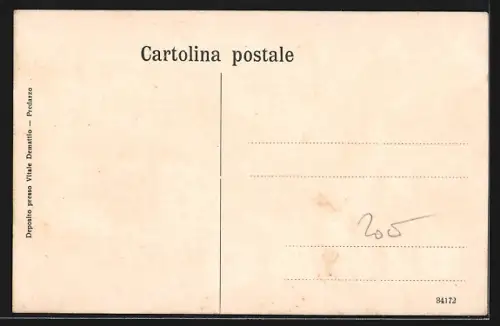 Cartolina postale
Deposito presso Vitale Demattio — Predazzo
205
84172